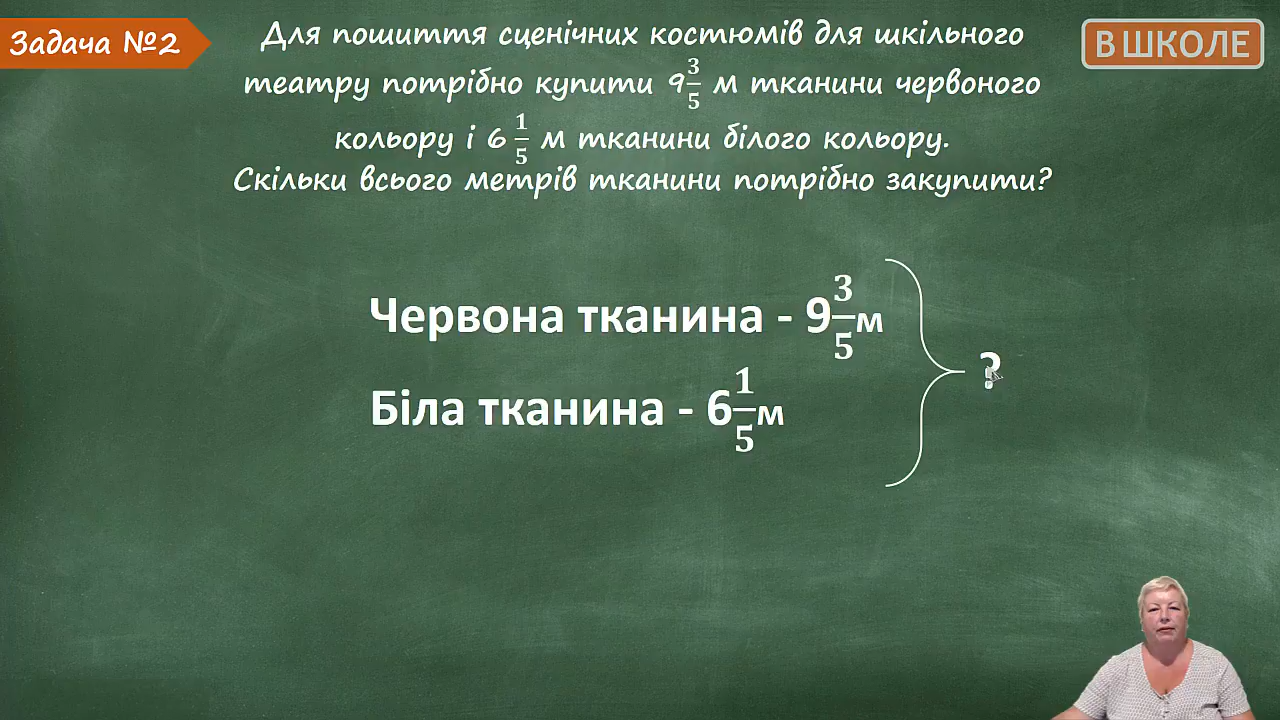 Задача №2
В ШКОЛЕ
Для пошиття сценічних костюмів для шкільного
театру потрібно купити 9 3/5 м тканини червоного
кольору і 6 1/5 м тканини білого кольору.
Скільки всього метрів тканини потрібно закупити?
Червона тканина - 9 3/5 м
?
Біла тканина - 6 1/5 м